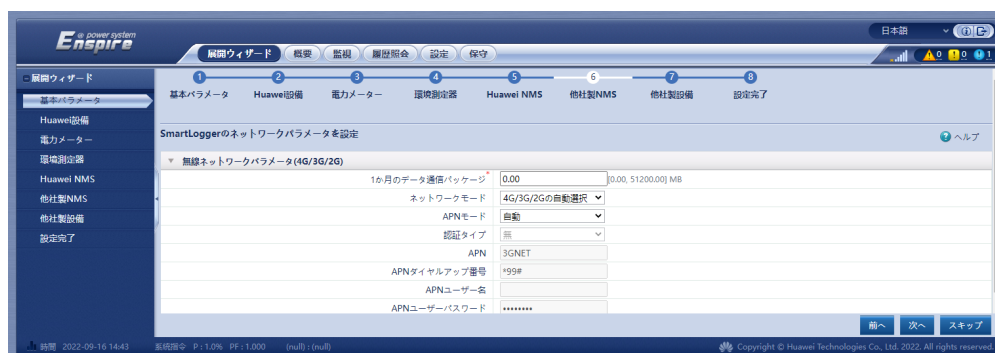 日本語
Enspire e power system
展開ウィザード 概要 監視 履歴照会 設定 保守
0 0 1
展開ウィザード
基本パラメータ
Huawei設備
電力メーター
環境測定器
Huawei NMS
他社製NMS
他社製設備
設定完了
1 2 3 4 5 6 7 8
基本パラメータ Huawei設備 電力メーター 環境測定器 Huawei NMS 他社製NMS 他社製設備 設定完了
SmartLoggerのネットワークパラメータを設定 ヘルプ
無線ネットワークパラメータ(4G/3G/2G)
1か月のデータ通信パッケージ* 0.00 [0.00, 51200.00] MB
ネットワークモード 4G/3G/2Gの自動選択
APNモード 自動
認証タイプ 無
APN 3GNET
APNダイヤルアップ番号 *99#
APNユーザー名
APNユーザーパスワード ••••••••
前へ 次へ スキップ
時間 2022-09-16 14:43 系統指令 P : 1.0% PF : 1.000 (null) : (null) Copyright © Huawei Technologies Co., Ltd. 2022. All rights reserved.